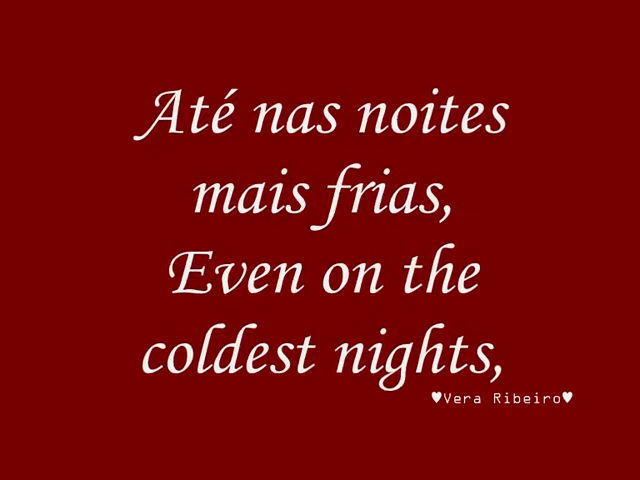 Até nas noites
mais frias,
Even on the
coldest nights,
♥Vera Ribeiro♥